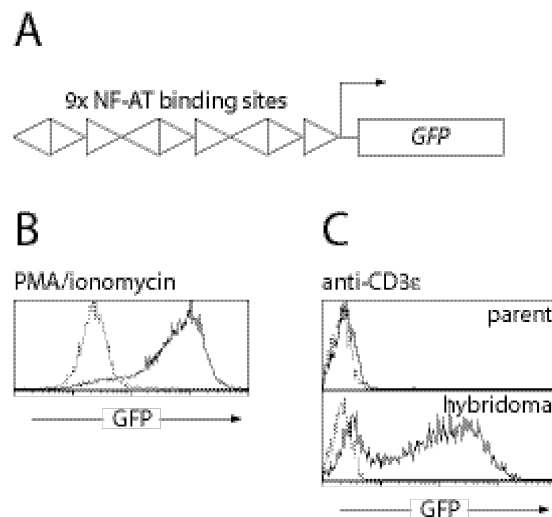 A
9x NF-AT binding sites
GFP
B
PMA/ionomycin
GFP
C
anti-CD3ε
parent
hybridoma
GFP